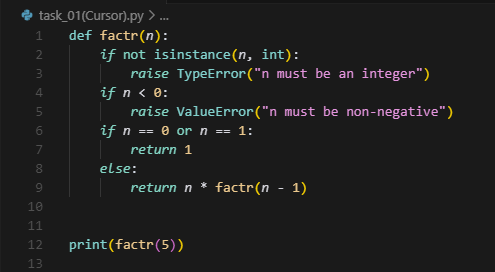 task_01(Cursor).py > ...
1 def factr(n):
2     if not isinstance(n, int):
3         raise TypeError("n must be an integer")
4     if n < 0:
5         raise ValueError("n must be non-negative")
6     if n == 0 or n == 1:
7         return 1
8     else:
9         return n * factr(n - 1)
10
11
12 print(factr(5))
13